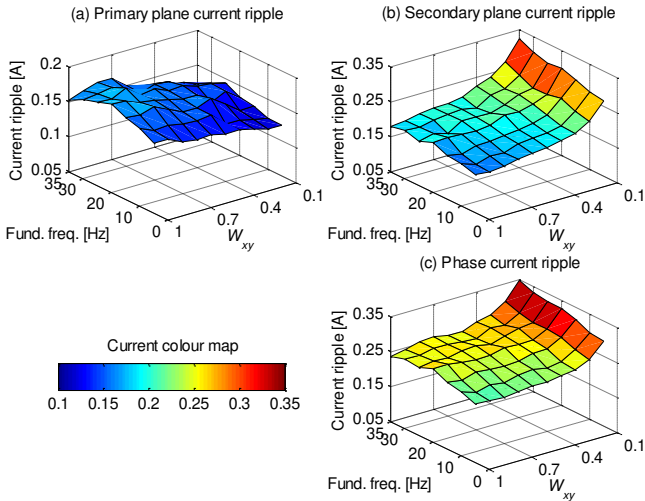 (a) Primary plane current ripple
Current ripple [A]
0.2
0.15
0.1
0.05
35
30
20
10
0
Fund. freq. [Hz]
1
0.7
0.4
0.1
W_xy
(b) Secondary plane current ripple
Current ripple [A]
0.35
0.25
0.15
0.05
35
30
20
10
0
Fund. freq. [Hz]
1
0.7
0.4
0.1
W_xy
(c) Phase current ripple
Current ripple [A]
0.35
0.25
0.15
0.05
35
30
20
10
0
Fund. freq. [Hz]
1
0.7
0.4
0.1
W_xy
Current colour map
0.1 0.15 0.2 0.25 0.3 0.35